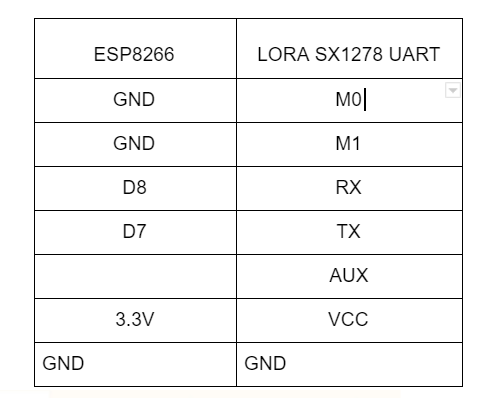 ESP8266 LORA SX1278 UART
GND M0
GND M1
D8 RX
D7 TX
AUX
3.3V VCC
GND GND